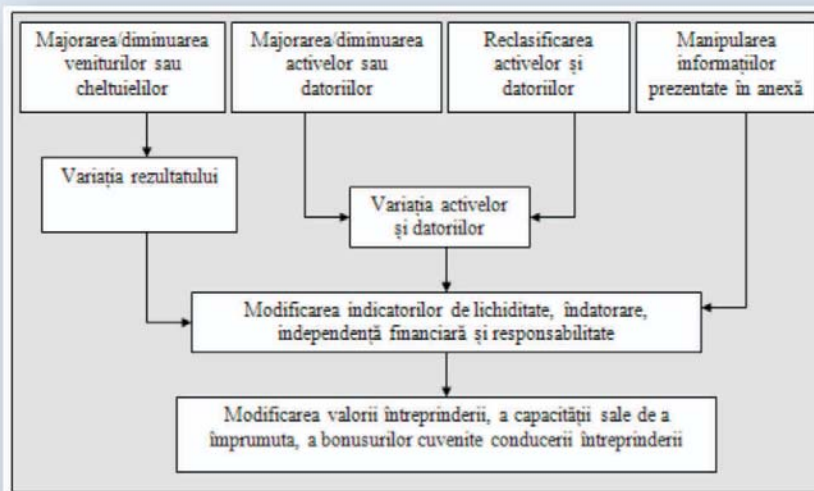 Majorarea/diminuarea
veniturilor sau
cheltuielilor
Majorarea/diminuarea
activelor sau
datoriilor
Reclasificarea
activelor și
datoriilor
Manipularea
informațiilor
prezentate în anexă
Variația rezultatului
Variația activelor
și datoriilor
Modificarea indicatorilor de lichiditate, îndatorare,
independență financiară și responsabilitate
Modificarea valorii întreprinderii, a capacității sale de a
împrumuta, a bonusurilor cuvenite conducerii întreprinderii